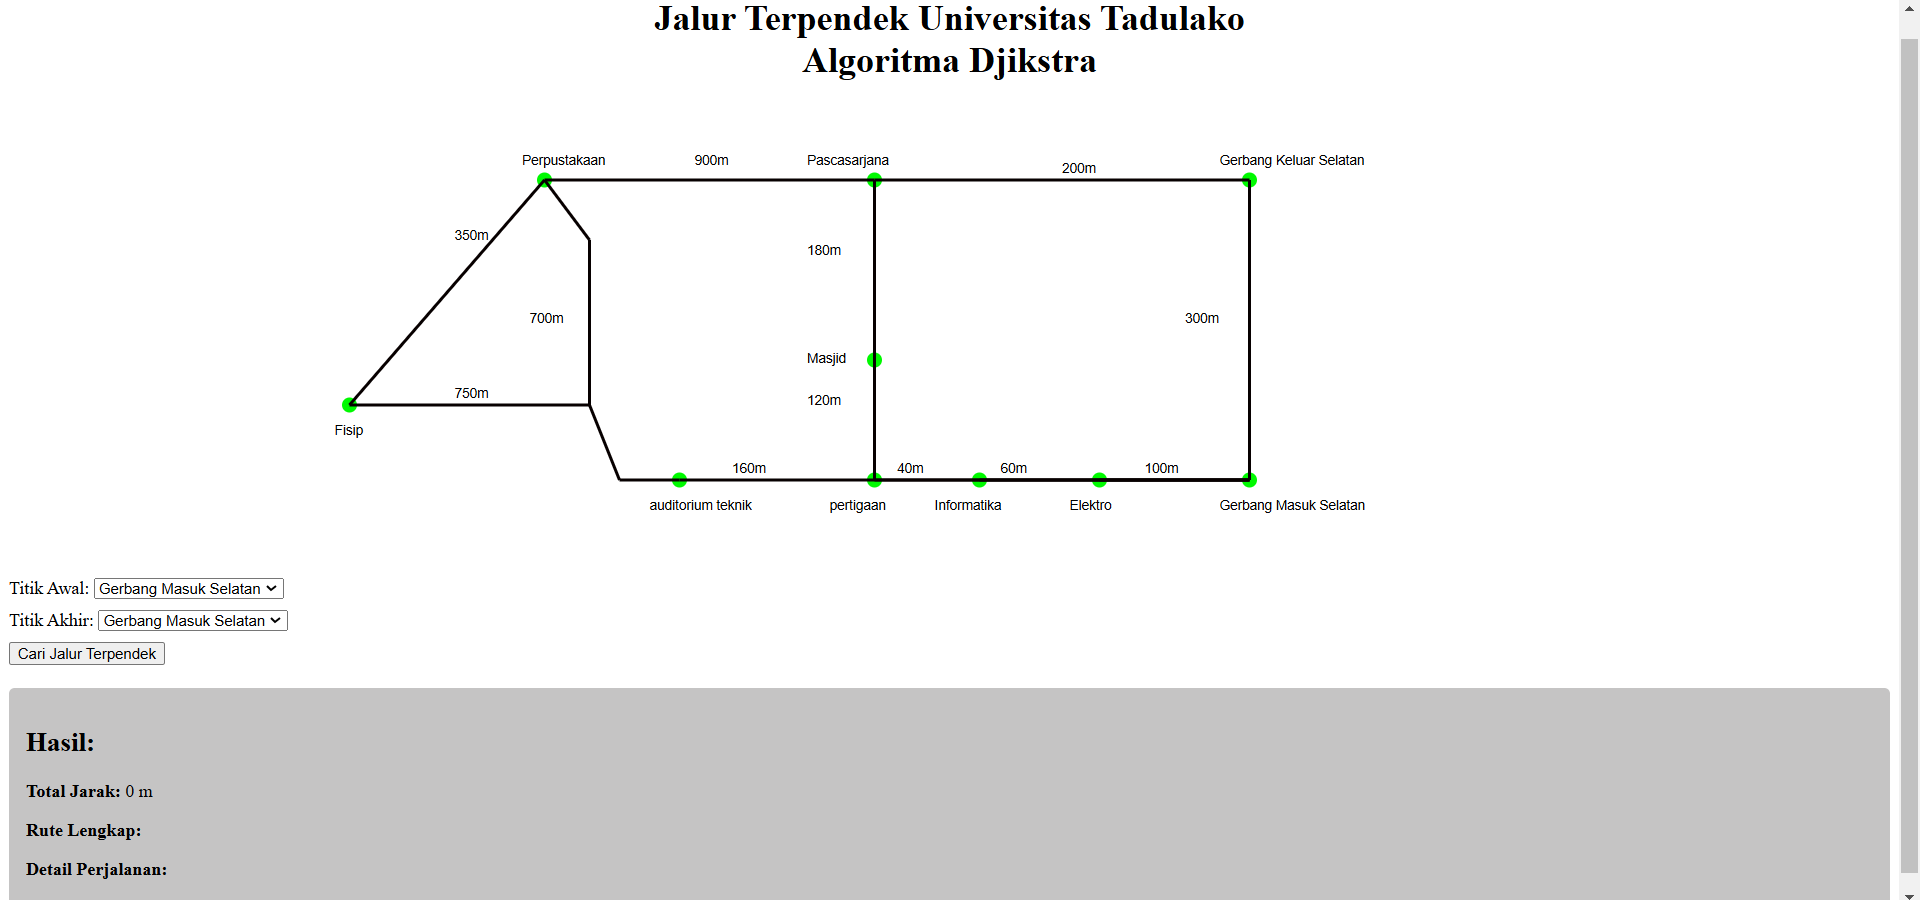 Jalur Terpendek Universitas Tadulako
Algoritma Djikstra
Perpustakaan
900m
Pascasarjana
200m
Gerbang Keluar Selatan
350m
180m
700m
300m
Masjid
750m
120m
Fisip
160m
40m
60m
100m
auditorium teknik
pertigaan
Informatika
Elektro
Gerbang Masuk Selatan
Titik Awal: Gerbang Masuk Selatan
Titik Akhir: Gerbang Masuk Selatan
Cari Jalur Terpendek
Hasil:
Total Jarak: 0 m
Rute Lengkap:
Detail Perjalanan: